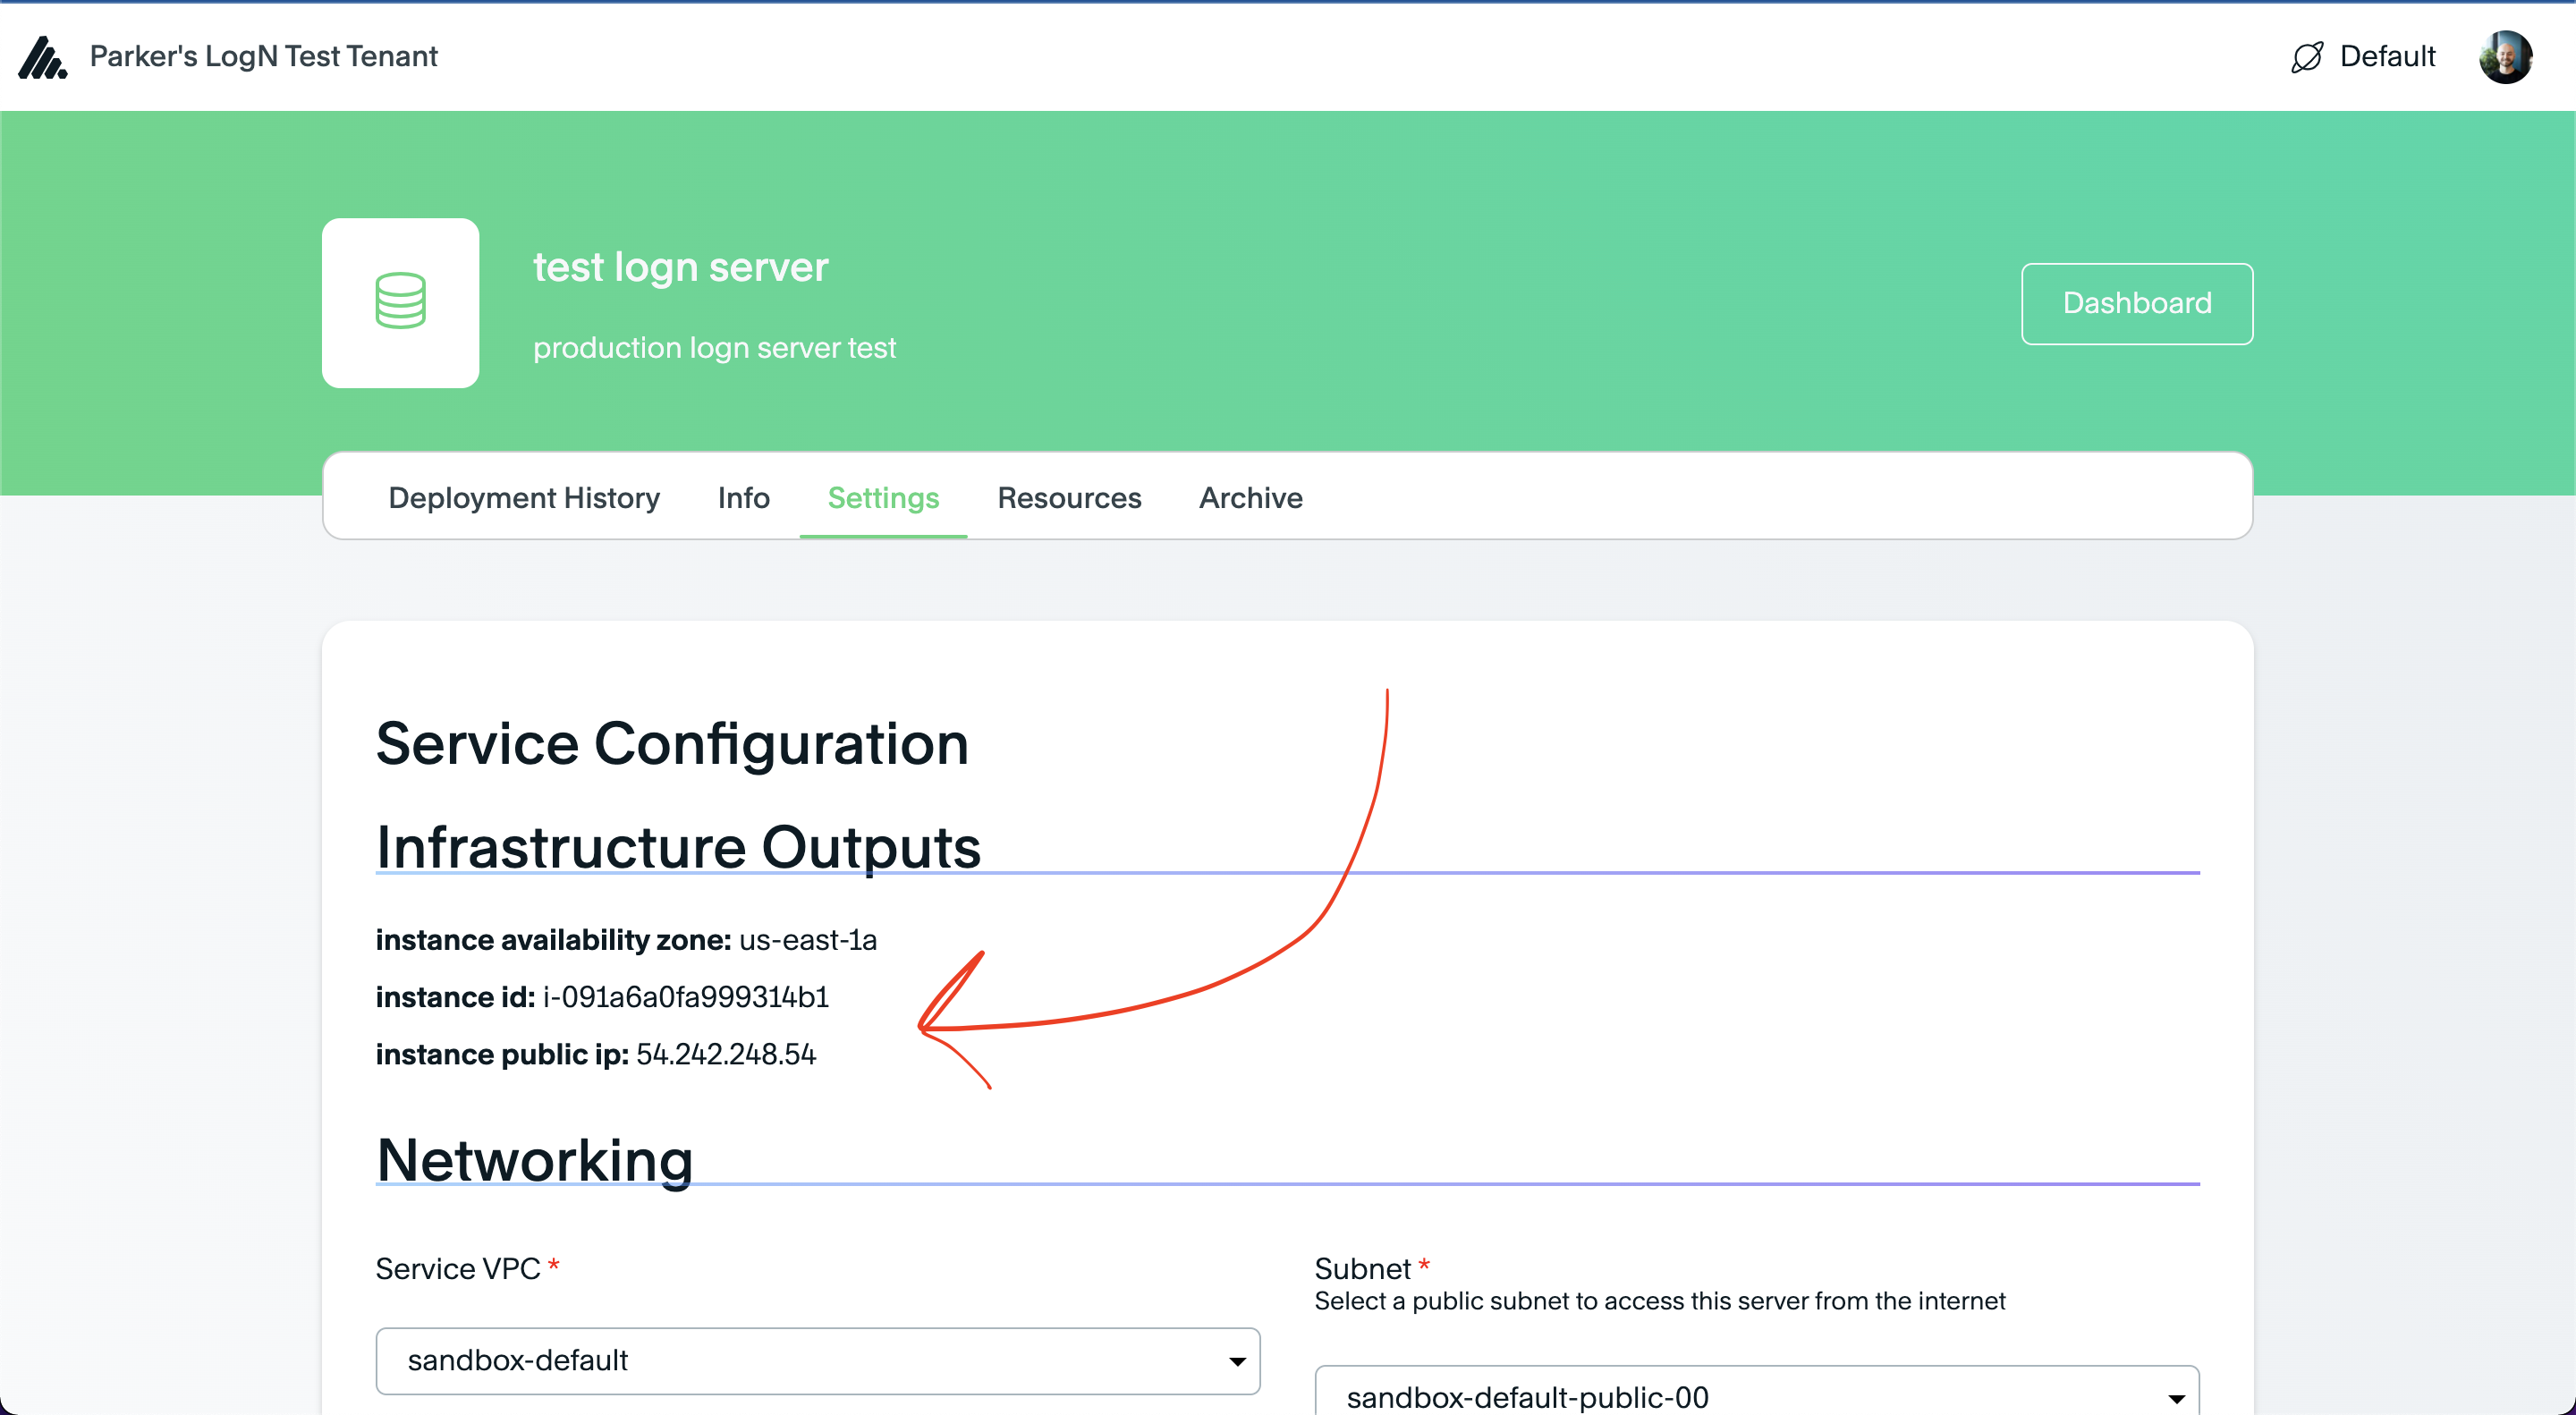 Parker's LogN Test Tenant
Default
test logn server
production logn server test
Dashboard
Deployment History Info Settings Resources Archive
Service Configuration
Infrastructure Outputs
instance availability zone: us-east-1a
instance id: i-091a6a0fa999314b1
instance public ip: 54.242.248.54
Networking
Service VPC *
sandbox-default
Subnet *
Select a public subnet to access this server from the internet
sandbox-default-public-00